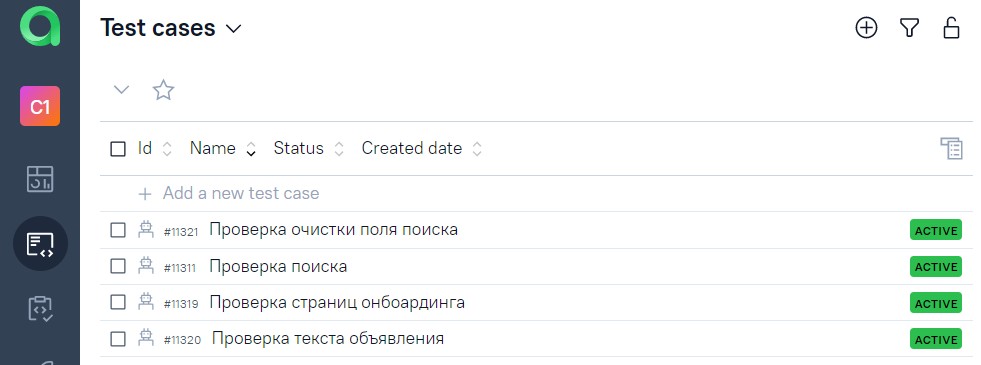 Test cases
C1
Id Name Status Created date
+ Add a new test case
#11321 Проверка очистки поля поиска ACTIVE
#11311 Проверка поиска ACTIVE
#11319 Проверка страниц онбоардинга ACTIVE
#11320 Проверка текста объявления ACTIVE